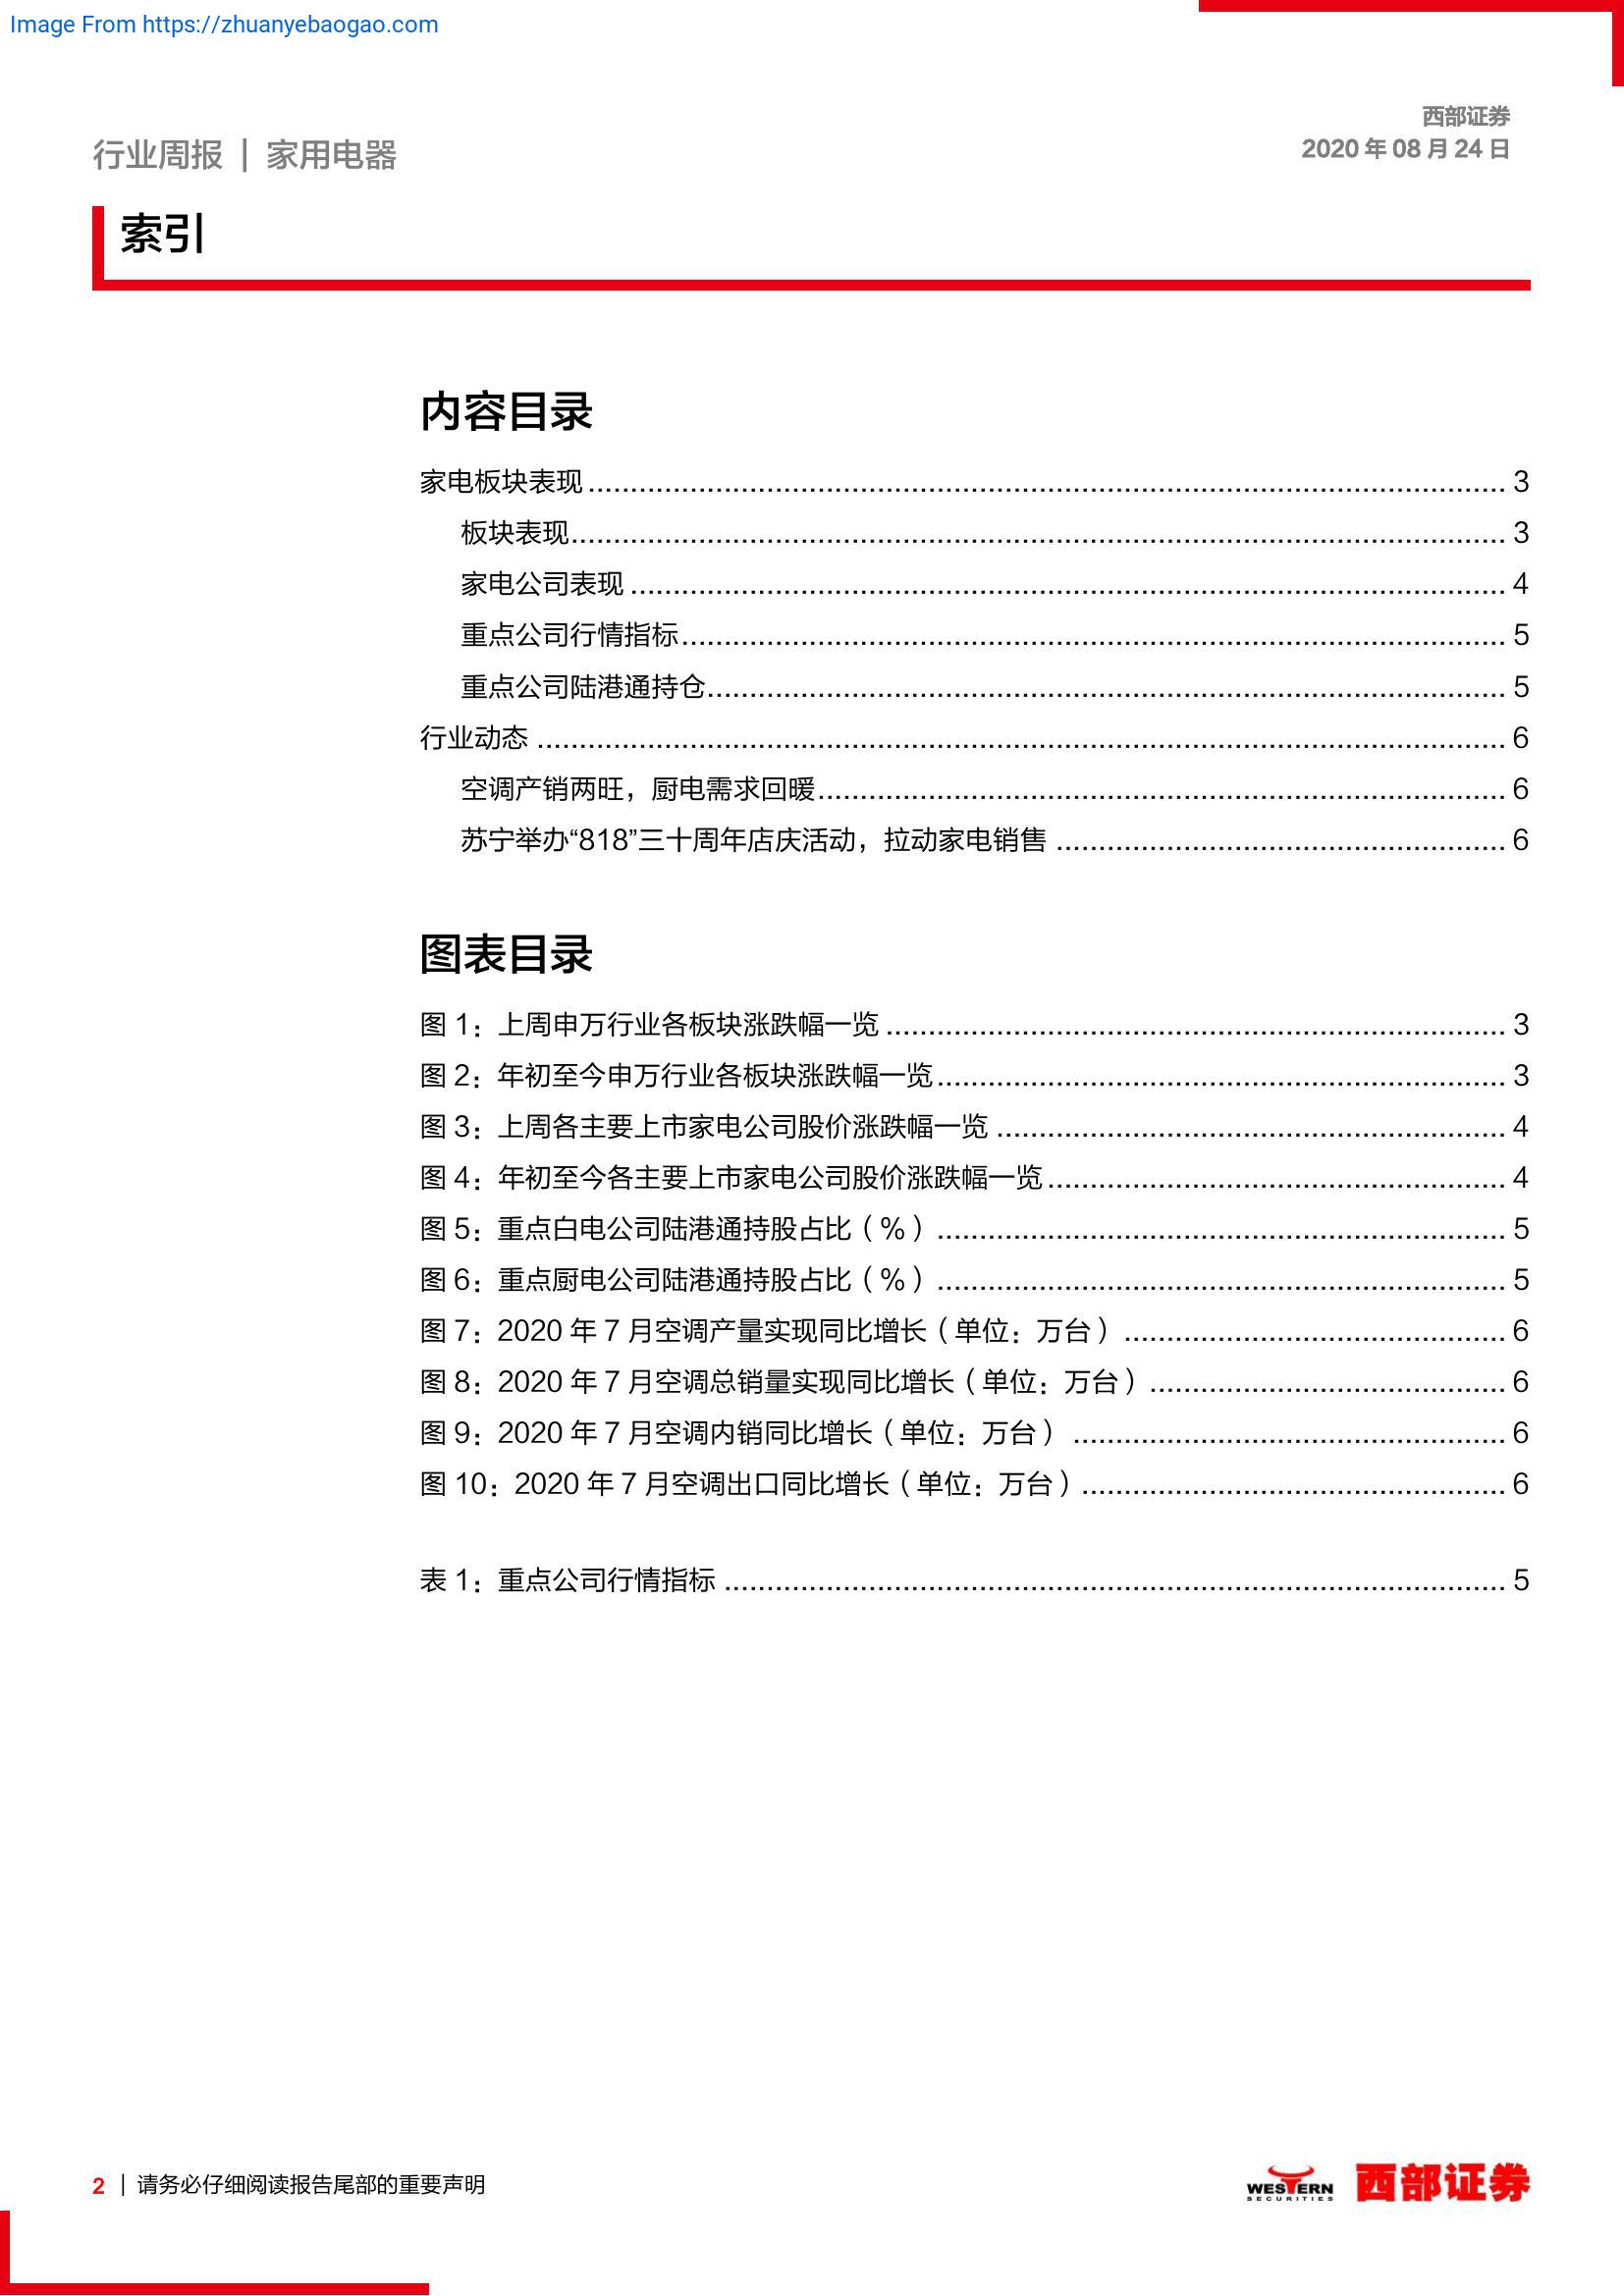 Image From https://zhuanyebaogao.com
西部证券
行业周报 | 家用电器
2020 年 08 月 24 日
索引
内容目录
家电板块表现 3
板块表现 3
家电公司表现 4
重点公司行情指标 5
重点公司陆港通持仓 5
行业动态 6
空调产销两旺，厨电需求回暖 6
苏宁举办“818”三十周年店庆活动，拉动家电销售 6
图表目录
图 1：上周申万行业各板块涨跌幅一览 3
图 2：年初至今申万行业各板块涨跌幅一览 3
图 3：上周各主要上市家电公司股价涨跌幅一览 4
图 4：年初至今各主要上市家电公司股价涨跌幅一览 4
图 5：重点白电公司陆港通持股占比（%） 5
图 6：重点厨电公司陆港通持股占比（%） 5
图 7：2020 年 7 月空调产量实现同比增长（单位：万台） 6
图 8：2020 年 7 月空调总销量实现同比增长（单位：万台） 6
图 9：2020 年 7 月空调内销同比增长（单位：万台） 6
图 10：2020 年 7 月空调出口同比增长（单位：万台） 6
表 1：重点公司行情指标 5
2 | 请务必仔细阅读报告尾部的重要声明
WESTERN
SECURITIES
西部证券